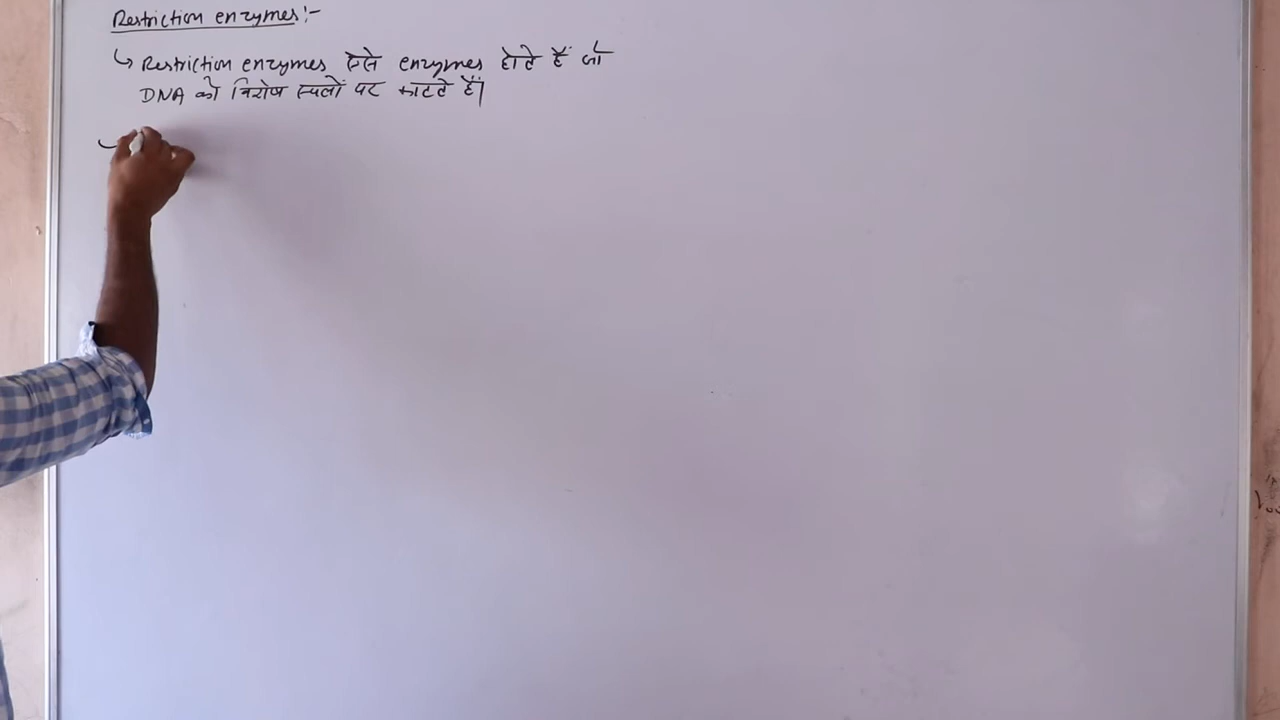 Restriction enzymes:-
↳ Restriction enzymes ऐसे enzymes होते हैं जो
DNA को विशेष स्थलों पर काटते हैं।